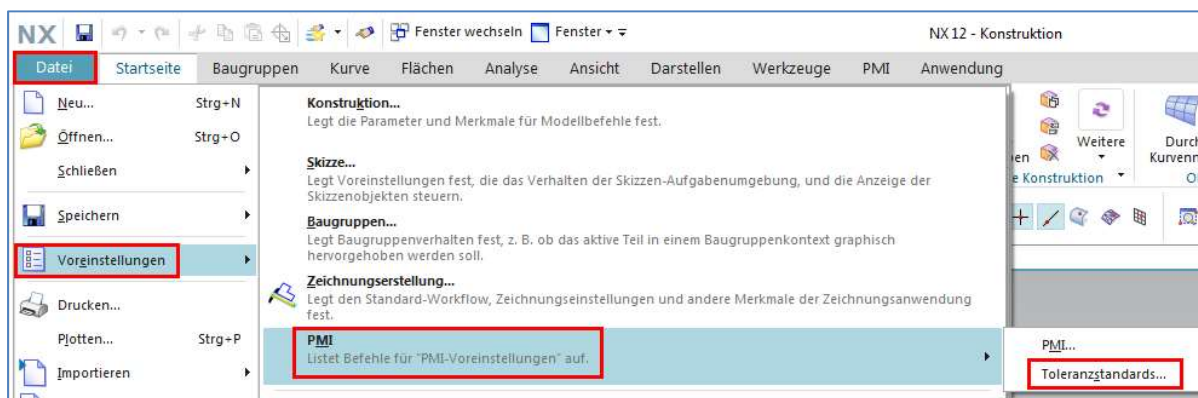 NX Fenster wechseln Fenster NX 12 - Konstruktion
Datei Startseite Baugruppen Kurve Flächen Analyse Ansicht Darstellen Werkzeuge PMI Anwendung
Neu... Strg+N
Öffnen... Strg+O
Schließen
Speichern
Voreinstellungen
Drucken...
Plotten... Strg+P
Importieren
Konstruktion...
Legt die Parameter und Merkmale für Modellbefehle fest.
Skizze...
Legt Voreinstellungen fest, die das Verhalten der Skizzen-Aufgabenumgebung, und die Anzeige der
Skizzenobjekten steuern.
Baugruppen...
Legt Baugruppenverhalten fest, z. B. ob das aktive Teil in einem Baugruppenkontext graphisch
hervorgehoben werden soll.
Zeichnungserstellung...
Legt den Standard-Workflow, Zeichnungseinstellungen und andere Merkmale der Zeichnungsanwendung
fest.
PMI
Listet Befehle für "PMI-Voreinstellungen" auf.
PMI...
Toleranzstandards...
Weitere
Durch
Kurvenn
en
e Konstruktion